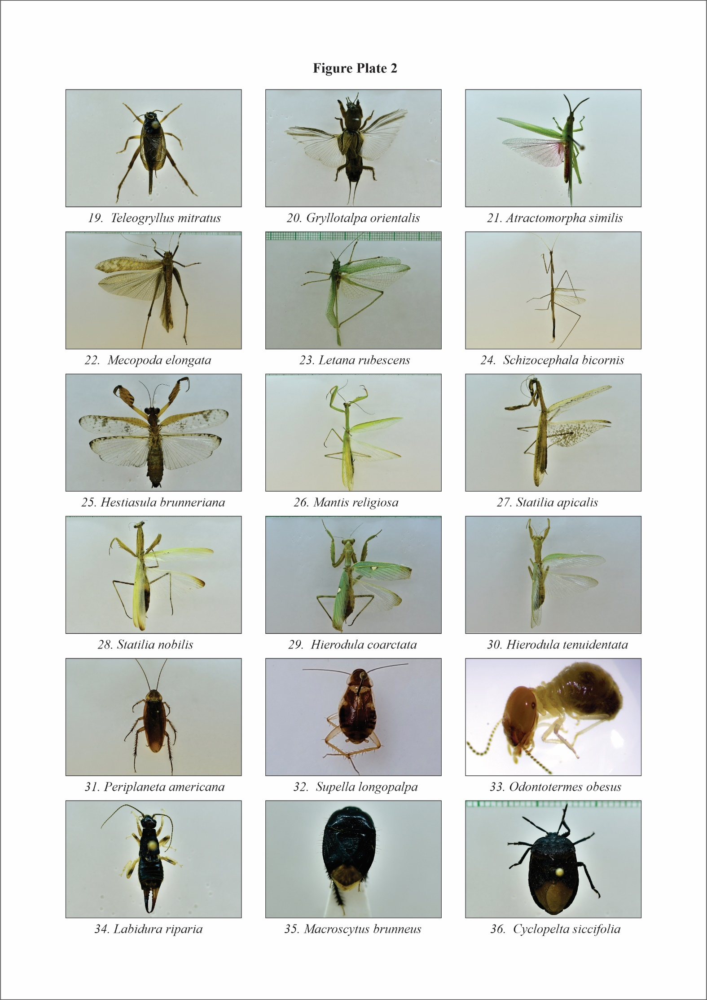 Figure Plate 2
19. Teleogryllus mitratus
20. Gryllotalpa orientalis
21. Atractomorpha similis
22. Mecopoda elongata
23. Letana rubescens
24. Schizocephala bicornis
25. Hestiasula brunneriana
26. Mantis religiosa
27. Statilia apicalis
28. Statilia nobilis
29. Hierodula coarctata
30. Hierodula tenuidentata
31. Periplaneta americana
32. Supella longopalpa
33. Odontotermes obesus
34. Labidura riparia
35. Macroscytus brunneus
36. Cyclopelta siccifolia